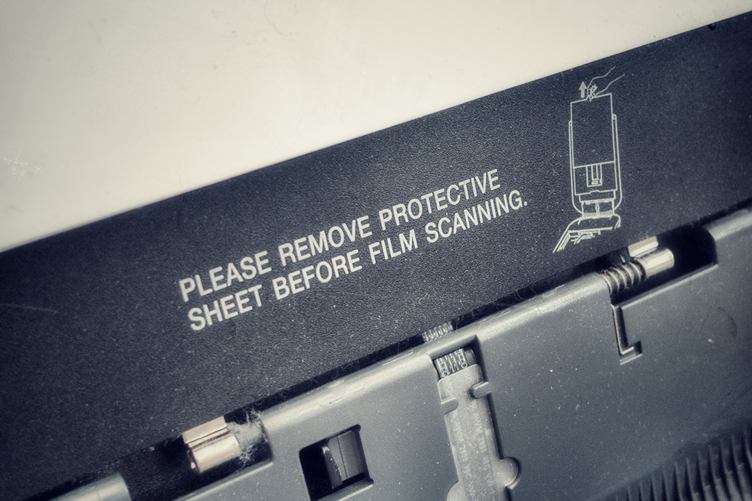 PLEASE REMOVE PROTECTIVE
SHEET BEFORE FILM SCANNING.